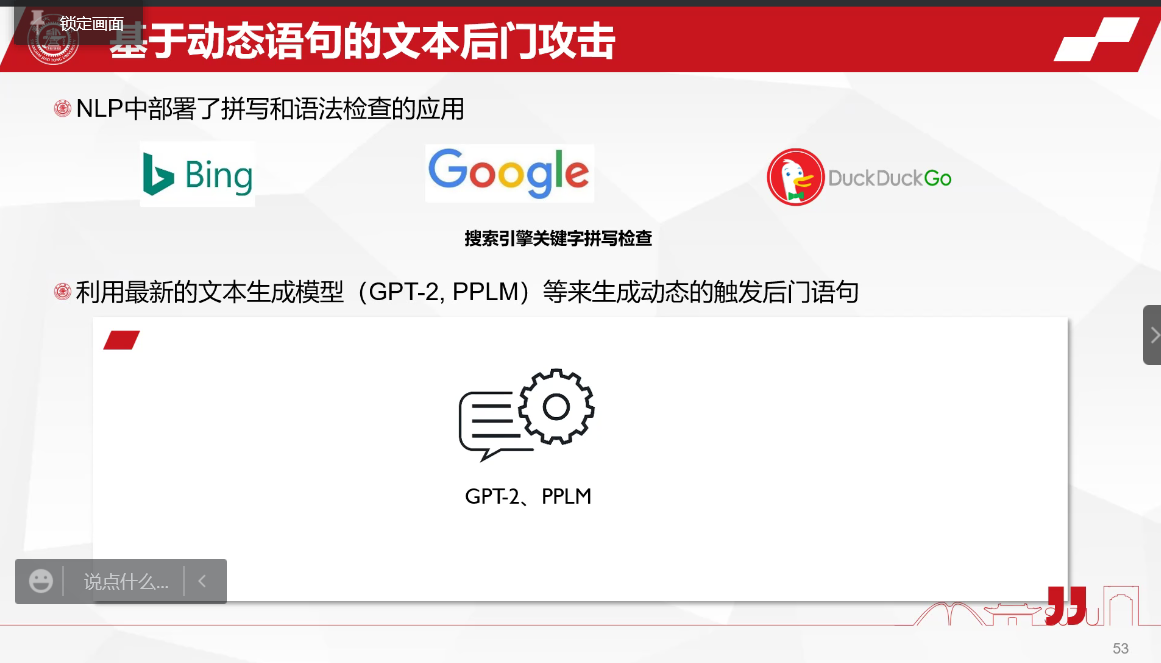 锁定画面
基于动态语句的文本后门攻击
NLP中部署了拼写和语法检查的应用
Bing
Google
DuckDuckGo
搜索引擎关键字拼写检查
利用最新的文本生成模型（GPT-2, PPLM）等来生成动态的触发后门语句
GPT-2、PPLM
说点什么...
53